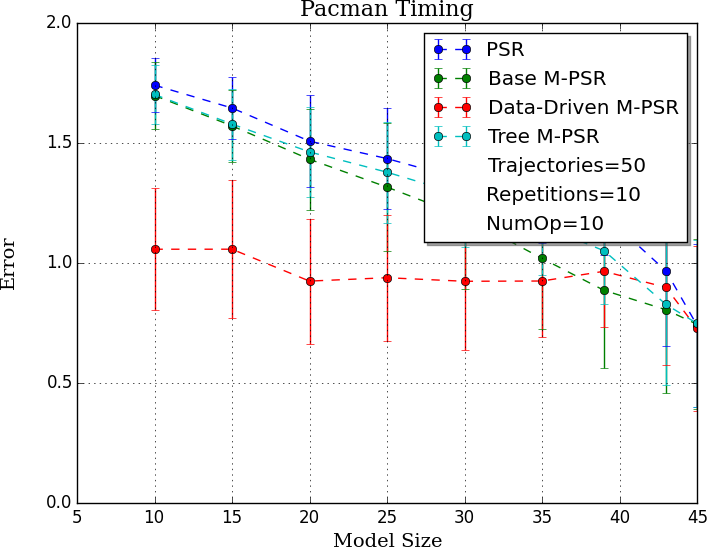 Pacman Timing
2.0
1.5
1.0
0.5
0.0
Error
PSR
Base M-PSR
Data-Driven M-PSR
Tree M-PSR
Trajectories=50
Repetitions=10
NumOp=10
5 10 15 20 25 30 35 40 45
Model Size